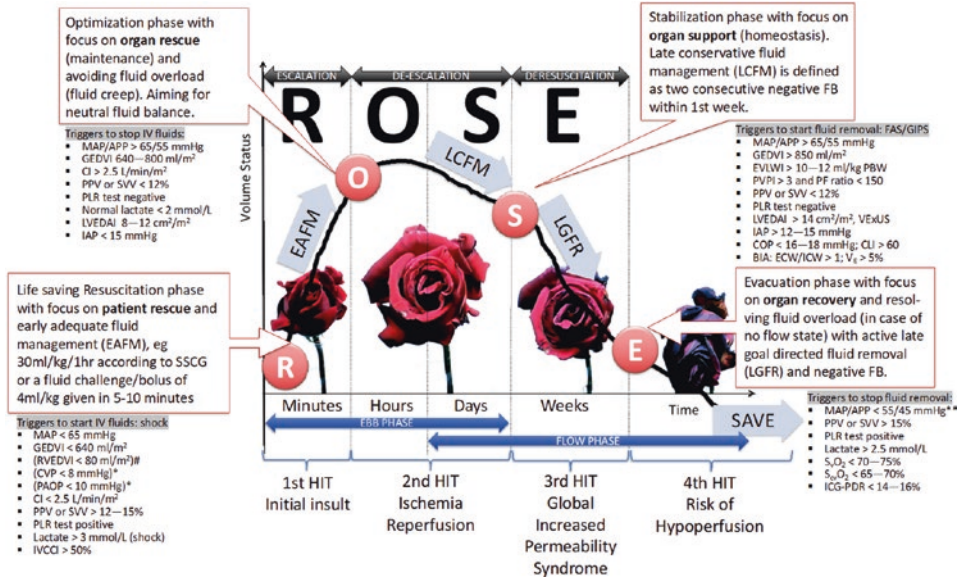 Optimization phase with
focus on organ rescue
(maintenance) and
avoiding fluid overload
(fluid creep). Aiming for
neutral fluid balance.
Triggers to stop IV fluids:
▪ MAP/APP > 65/55 mmHg
▪ GEDVI 640—800 ml/m²
▪ CI > 2.5 L/min/m²
▪ PPV or SVV < 12%
▪ PLR test negative
▪ Normal lactate < 2 mmol/L
▪ LVEDAI 8—12 cm²/m²
▪ IAP < 15 mmHg
Life saving Resuscitation phase
with focus on patient rescue and
early adequate fluid
management (EAFM), eg
30ml/kg/1hr according to SSCG
or a fluid challenge/bolus of
4ml/kg given in 5-10 minutes
Triggers to start IV fluids: shock
▪ MAP < 65 mmHg
▪ GEDVI < 640 ml/m²
▪ (RVEDVI < 80 ml/m²)#
▪ (CVP < 8 mmHg)*
▪ (PAOP < 10 mmHg)*
▪ CI < 2.5 L/min/m²
▪ PPV or SVV > 12—15%
▪ PLR test positive
▪ Lactate > 3 mmol/L (shock)
▪ IVCCI > 50%
ESCALATION
DE-ESCALATION
DERESUSCITATION
R O S E
Volume Status
EAFM
O
LCFM
S
LGFR
R
E
Minutes
Hours
Days
Weeks
Time
SAVE
EBB PHASE
FLOW PHASE
1st HIT
Initial insult
2nd HIT
Ischemia
Reperfusion
3rd HIT
Global
Increased
Permeability
Syndrome
4th HIT
Risk of
Hypoperfusion
Stabilization phase with focus on
organ support (homeostasis).
Late conservative fluid
management (LCFM) is defined
as two consecutive negative FB
within 1st week.
Triggers to start fluid removal: FAS/GIPS
▪ MAP/APP > 65/55 mmHg
▪ GEDVI > 850 ml/m²
▪ EVLWI > 10—12 ml/kg PBW
▪ PVPI > 3 and PF ratio < 150
▪ PPV or SVV < 12%
▪ PLR test negative
▪ LVEDAI > 14 cm²/m², VExUS
▪ IAP > 12—15 mmHg
▪ COP < 16—18 mmHg; CLI > 60
▪ BIA: ECW/ICW > 1; VE > 5%
Evacuation phase with focus
on organ recovery and resol-
ving fluid overload (in case of
no flow state) with active late
goal directed fluid removal
(LGFR) and negative FB.
Triggers to stop fluid removal:
▪ MAP/APP < 55/45 mmHg**
▪ PPV or SVV > 15%
▪ PLR test positive
▪ Lactate > 2.5 mmol/L
▪ SᵥO₂ < 70—75%
▪ ScvO₂ < 65—70%
▪ ICG-PDR < 14—16%